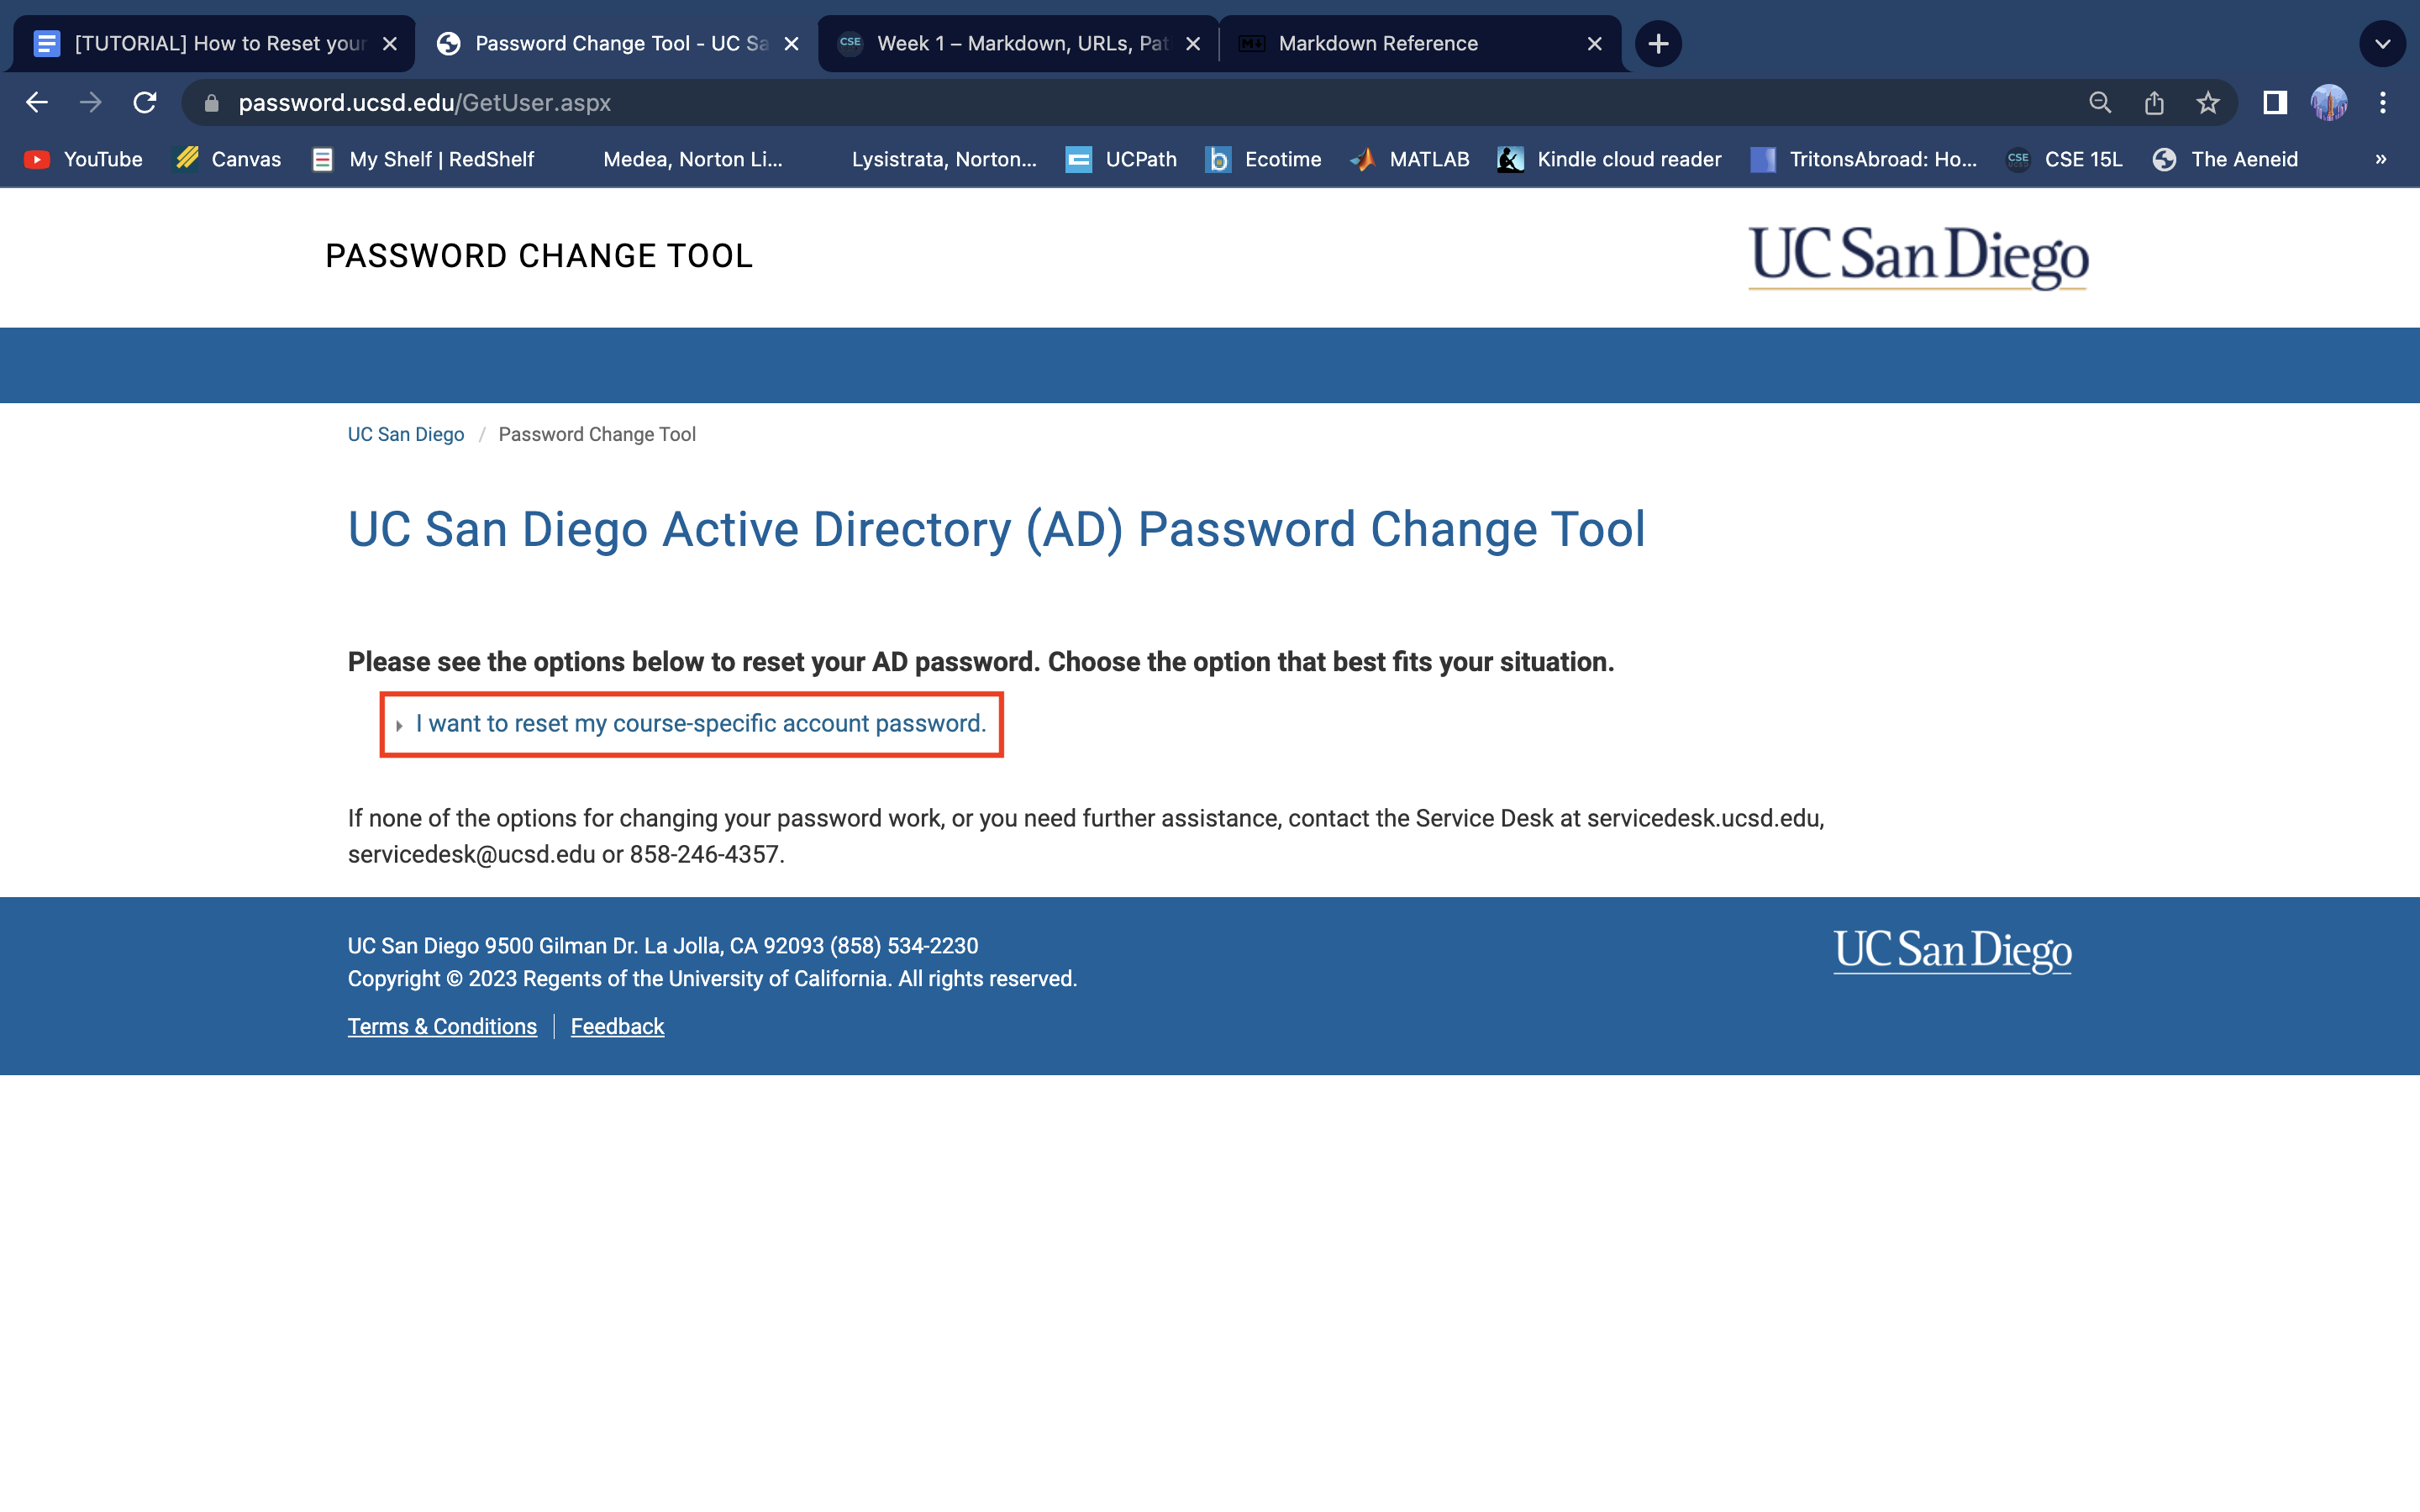 [TUTORIAL] How to Reset your
Password Change Tool - UC Sa
CSE
Week 1 – Markdown, URLs, Pat
M↓
Markdown Reference
password.ucsd.edu/GetUser.aspx
YouTube
Canvas
My Shelf | RedShelf
Medea, Norton Li...
Lysistrata, Norton...
UCPath
b
Ecotime
MATLAB
Kindle cloud reader
TritonsAbroad: Ho...
CSE
CSE 15L
The Aeneid
»
PASSWORD CHANGE TOOL
UC San Diego
UC San Diego / Password Change Tool
UC San Diego Active Directory (AD) Password Change Tool
Please see the options below to reset your AD password. Choose the option that best fits your situation.
I want to reset my course-specific account password.
If none of the options for changing your password work, or you need further assistance, contact the Service Desk at servicedesk.ucsd.edu,
servicedesk@ucsd.edu or 858-246-4357.
UC San Diego 9500 Gilman Dr. La Jolla, CA 92093 (858) 534-2230
Copyright © 2023 Regents of the University of California. All rights reserved.
Terms & Conditions | Feedback
UC San Diego